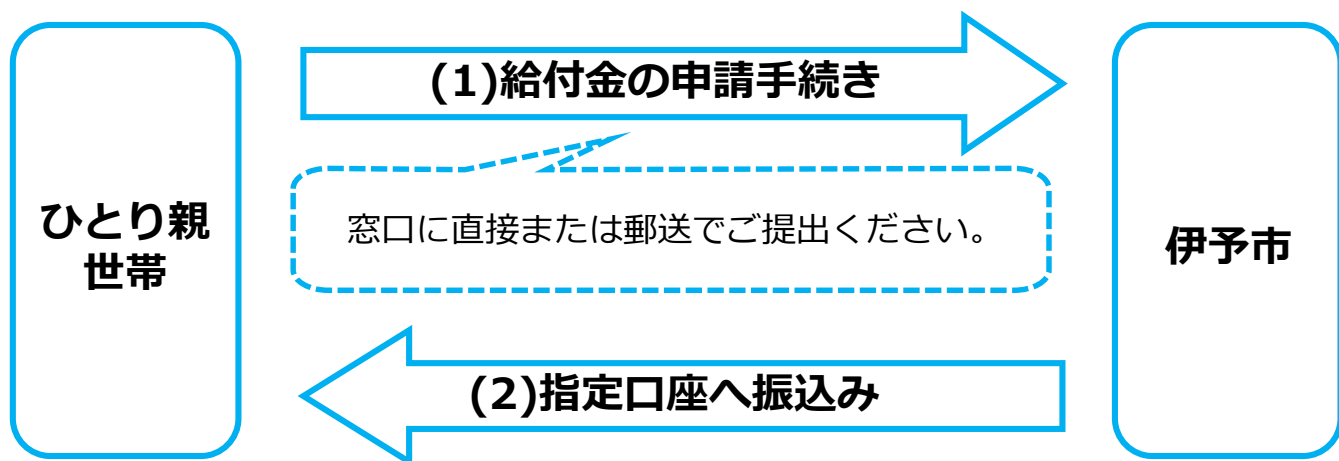 (1)給付金の申請手続き
ひとり親
世帯
窓口に直接または郵送でご提出ください。
伊予市
(2)指定口座へ振込み